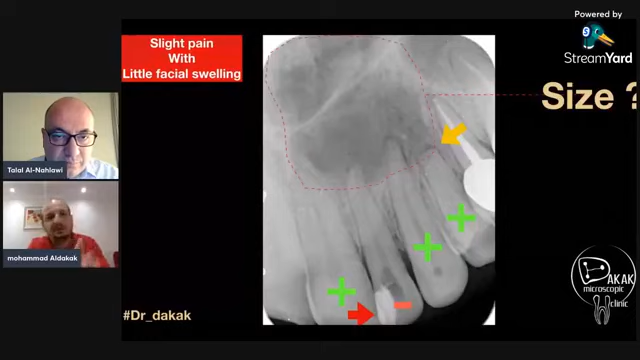 Powered by
StreamYard
Slight pain
With
Little facial swelling
Size ?
Talal Al-Nahlawi
mohammad Aldakak
DAKAK
microscopic
clinic
#Dr_dakak